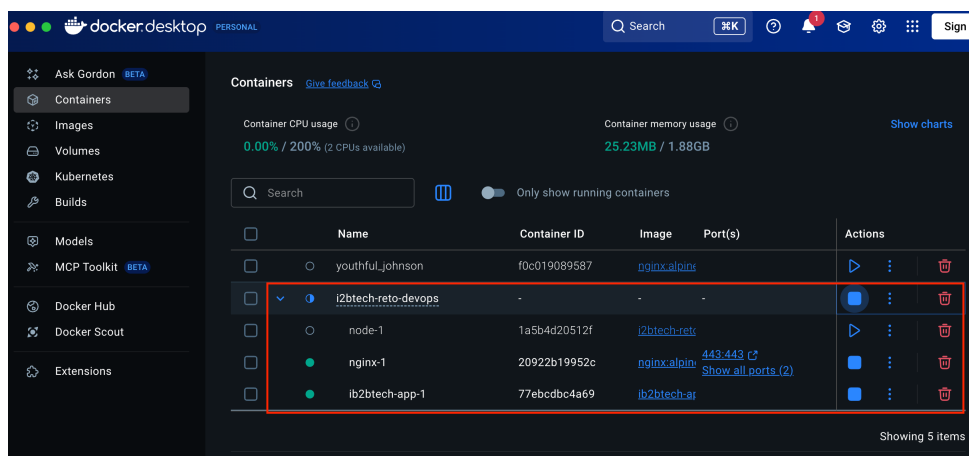 docker.desktop PERSONAL Search ⌘K 1 Sign
Ask Gordon BETA
Containers
Images
Volumes
Kubernetes
Builds
Models
MCP Toolkit BETA
Docker Hub
Docker Scout
Extensions
Containers Give feedback
Container CPU usage
0.00% / 200% (2 CPUs available)
Container memory usage
25.23MB / 1.88GB
Show charts
Search
Only show running containers
Name Container ID Image Port(s) Actions
youthful_johnson f0c019089587 nginx:alpine
i2btech-reto-devops - - -
node-1 1a5b4d20512f i2btech-reto
nginx-1 20922b19952c nginx:alpine 443:443
Show all ports (2)
ib2btech-app-1 77ebcdbc4a69 ib2btech-ap
Showing 5 items